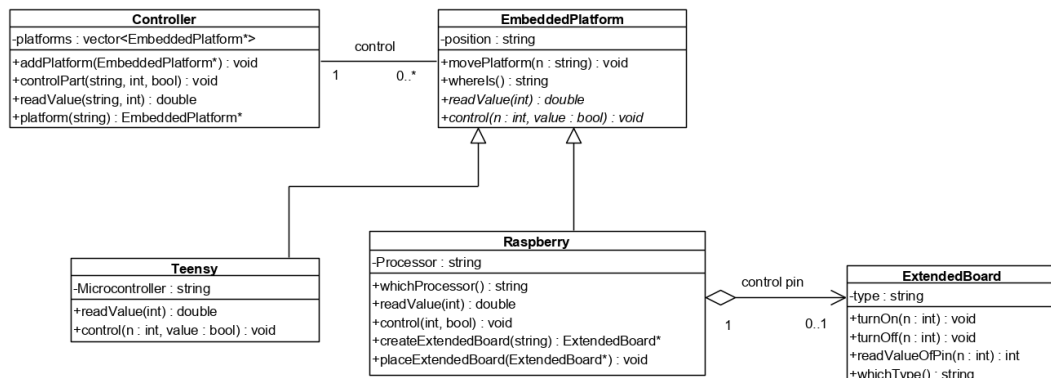 Controller
-platforms : vector<EmbeddedPlatform*>
+addPlatform(EmbeddedPlatform*) : void
+controlPart(string, int, bool) : void
+readValue(string, int) : double
+platform(string) : EmbeddedPlatform*
control
1
0..*
EmbeddedPlatform
-position : string
+movePlatform(n : string) : void
+whereIs() : string
+readValue(int) : double
+control(n : int, value : bool) : void
Teensy
-Microcontroller : string
+readValue(int) : double
+control(n : int, value : bool) : void
Raspberry
-Processor : string
+whichProcessor() : string
+readValue(int) : double
+control(int, bool) : void
+createExtendedBoard(string) : ExtendedBoard*
+placeExtendedBoard(ExtendedBoard*) : void
control pin
1
0..1
ExtendedBoard
-type : string
+turnOn(n : int) : void
+turnOff(n : int) : void
+readValueOfPin(n : int) : int
+whichType() : string